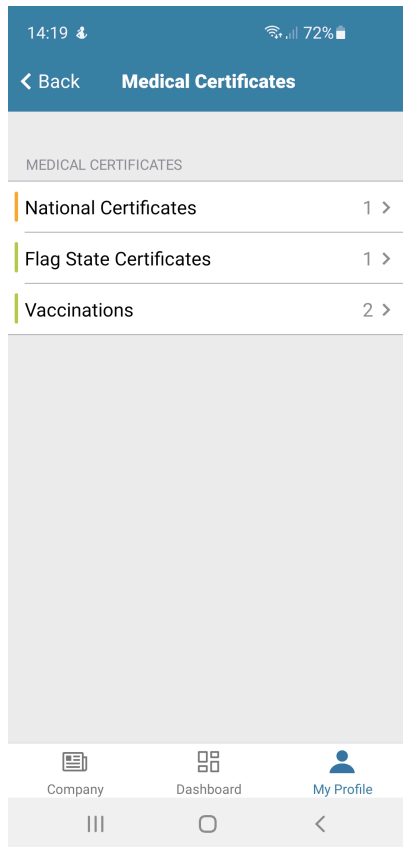 14:19 72%
Back Medical Certificates
MEDICAL CERTIFICATES
National Certificates 1
Flag State Certificates 1
Vaccinations 2
Company Dashboard My Profile